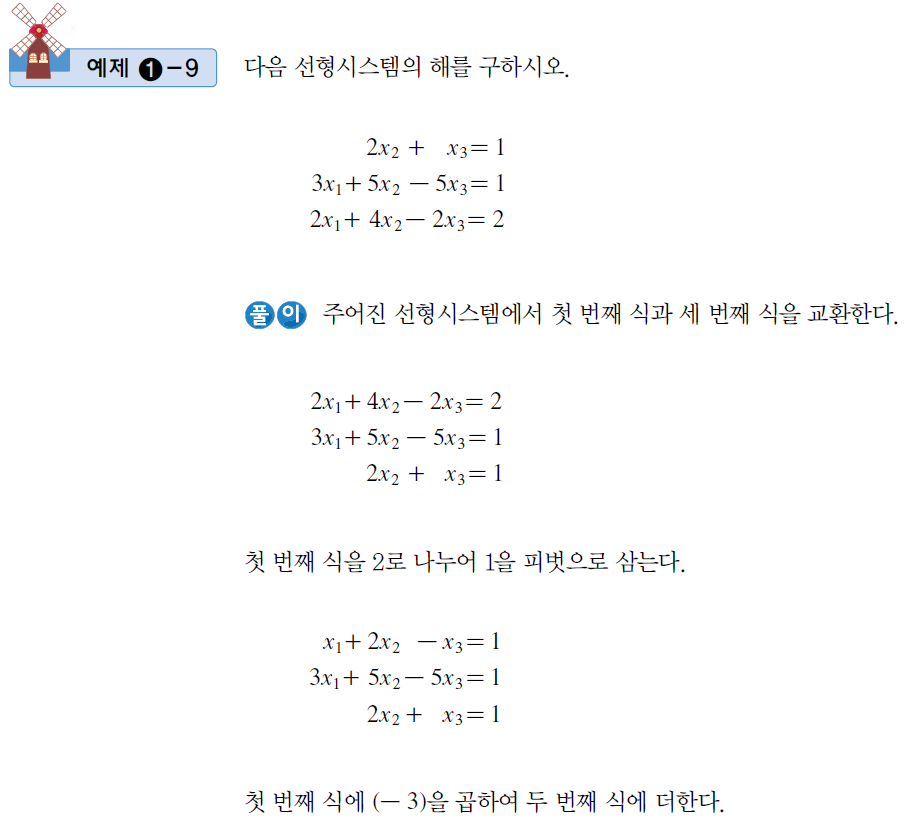 예제 ❶-9 다음 선형시스템의 해를 구하시오.
2x₂ + x₃ = 1
3x₁ + 5x₂ − 5x₃ = 1
2x₁ + 4x₂ − 2x₃ = 2
풀이 주어진 선형시스템에서 첫 번째 식과 세 번째 식을 교환한다.
2x₁ + 4x₂ − 2x₃ = 2
3x₁ + 5x₂ − 5x₃ = 1
2x₂ + x₃ = 1
첫 번째 식을 2로 나누어 1을 피벗으로 삼는다.
x₁ + 2x₂ − x₃ = 1
3x₁ + 5x₂ − 5x₃ = 1
2x₂ + x₃ = 1
첫 번째 식에 (− 3)을 곱하여 두 번째 식에 더한다.